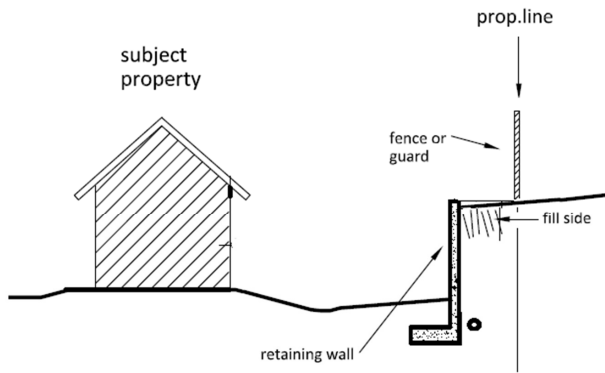 prop.line
subject
property
fence or
guard
fill side
retaining wall